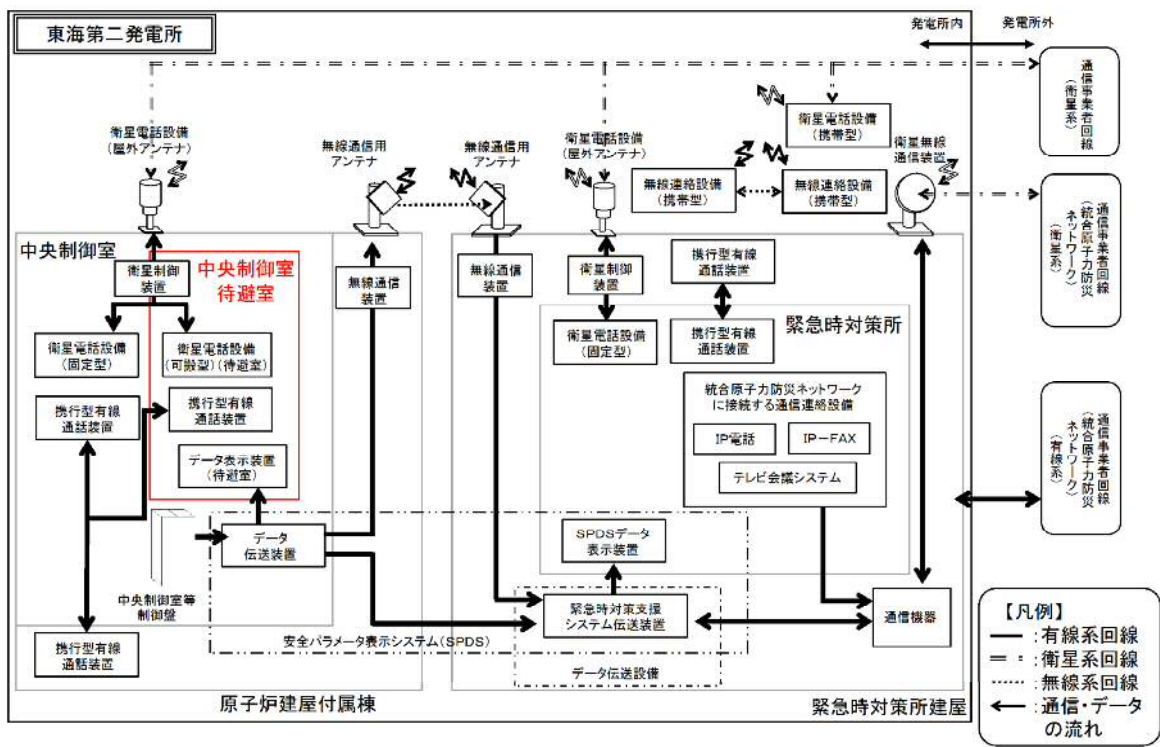 東海第二発電所
発電所内
発電所外
通信事業者回線
(衛星系)
衛星電話設備
(屋外アンテナ)
無線通信用
アンテナ
無線通信用
アンテナ
衛星電話設備
(屋外アンテナ)
衛星電話設備
(携帯型)
衛星無線
通信装置
無線連絡設備
(携帯型)
無線連絡設備
(携帯型)
通信事業者回線
(統合原子力防災
ネットワーク)
(衛星系)
中央制御室
衛星制御
装置
中央制御室
待避室
無線通信
装置
無線通信
装置
衛星制御
装置
携行型有線
通話装置
緊急時対策所
衛星電話設備
(固定型)
衛星電話設備
(可搬型)(待避室)
衛星電話設備
(固定型)
携行型有線
通話装置
携行型有線
通話装置
携行型有線
通話装置
統合原子力防災ネットワーク
に接続する通信連絡設備
IP電話
IP-FAX
テレビ会議システム
通信事業者回線
(統合原子力防災
ネットワーク)
(有線系)
データ表示装置
(待避室)
データ
伝送装置
SPDSデータ
表示装置
中央制御室等
制御盤
緊急時対策支援
システム伝送装置
通信機器
安全パラメータ表示システム(SPDS)
携行型有線
通話装置
データ伝送設備
原子炉建屋付属棟
緊急時対策所建屋
【凡例】
:有線系回線
:衛星系回線
:無線系回線
:通信・データ
の流れ